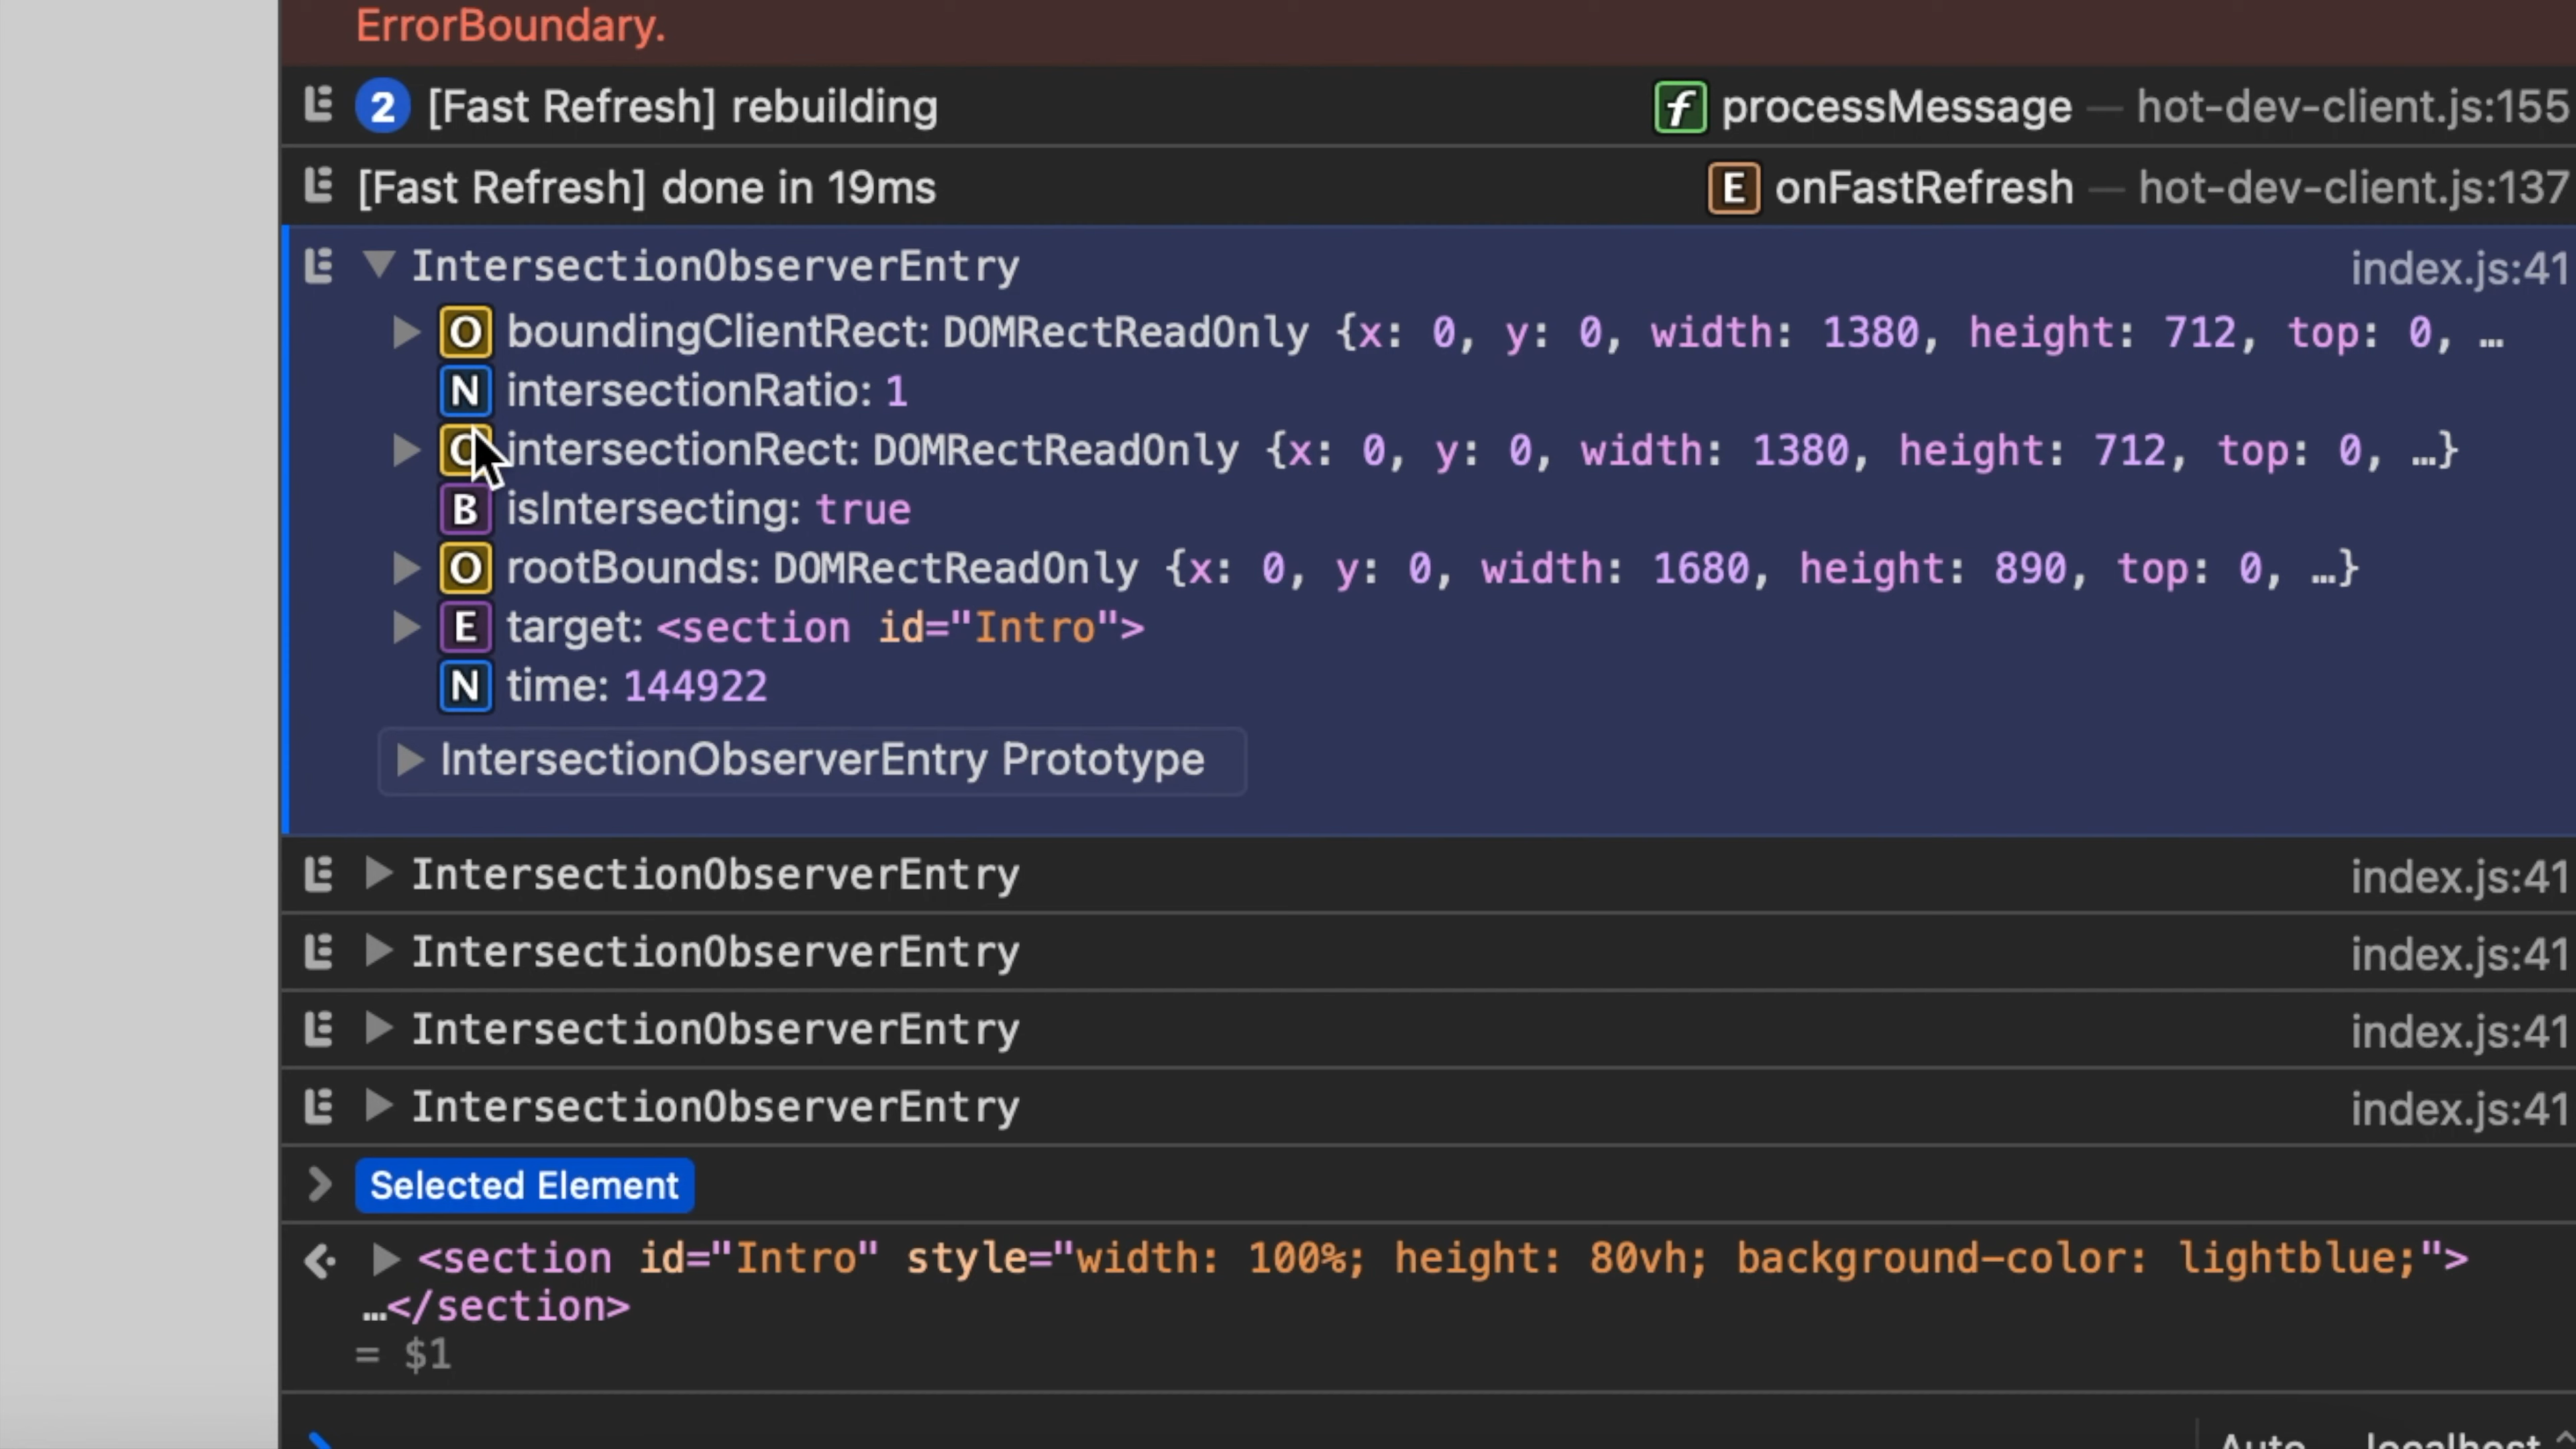 ErrorBoundary.
2 [Fast Refresh] rebuilding f processMessage — hot-dev-client.js:155
[Fast Refresh] done in 19ms E onFastRefresh — hot-dev-client.js:137
IntersectionObserverEntry index.js:41
O boundingClientRect: DOMRectReadOnly {x: 0, y: 0, width: 1380, height: 712, top: 0, …
N intersectionRatio: 1
intersectionRect: DOMRectReadOnly {x: 0, y: 0, width: 1380, height: 712, top: 0, …}
B isIntersecting: true
O rootBounds: DOMRectReadOnly {x: 0, y: 0, width: 1680, height: 890, top: 0, …}
E target: <section id="Intro">
N time: 144922
IntersectionObserverEntry Prototype
IntersectionObserverEntry index.js:41
IntersectionObserverEntry index.js:41
IntersectionObserverEntry index.js:41
IntersectionObserverEntry index.js:41
Selected Element
<section id="Intro" style="width: 100%; height: 80vh; background-color: lightblue;">
…</section>
= $1
Auto — localhost